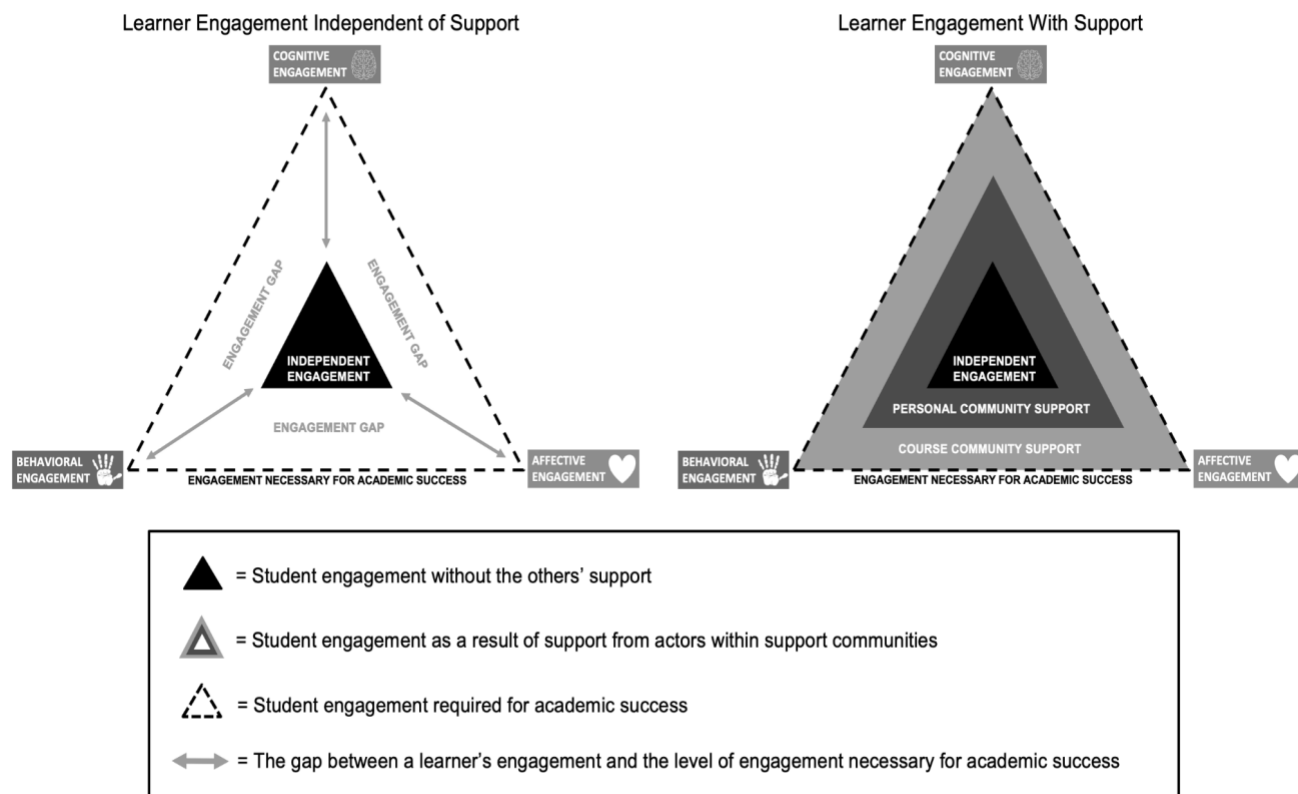 Learner Engagement Independent of Support
COGNITIVE
ENGAGEMENT
ENGAGEMENT GAP
ENGAGEMENT GAP
INDEPENDENT
ENGAGEMENT
ENGAGEMENT GAP
BEHAVIORAL
ENGAGEMENT
AFFECTIVE
ENGAGEMENT
ENGAGEMENT NECESSARY FOR ACADEMIC SUCCESS
Learner Engagement With Support
COGNITIVE
ENGAGEMENT
INDEPENDENT
ENGAGEMENT
PERSONAL COMMUNITY SUPPORT
COURSE COMMUNITY SUPPORT
BEHAVIORAL
ENGAGEMENT
AFFECTIVE
ENGAGEMENT
ENGAGEMENT NECESSARY FOR ACADEMIC SUCCESS
= Student engagement without the others’ support
= Student engagement as a result of support from actors within support communities
= Student engagement required for academic success
= The gap between a learner’s engagement and the level of engagement necessary for academic success